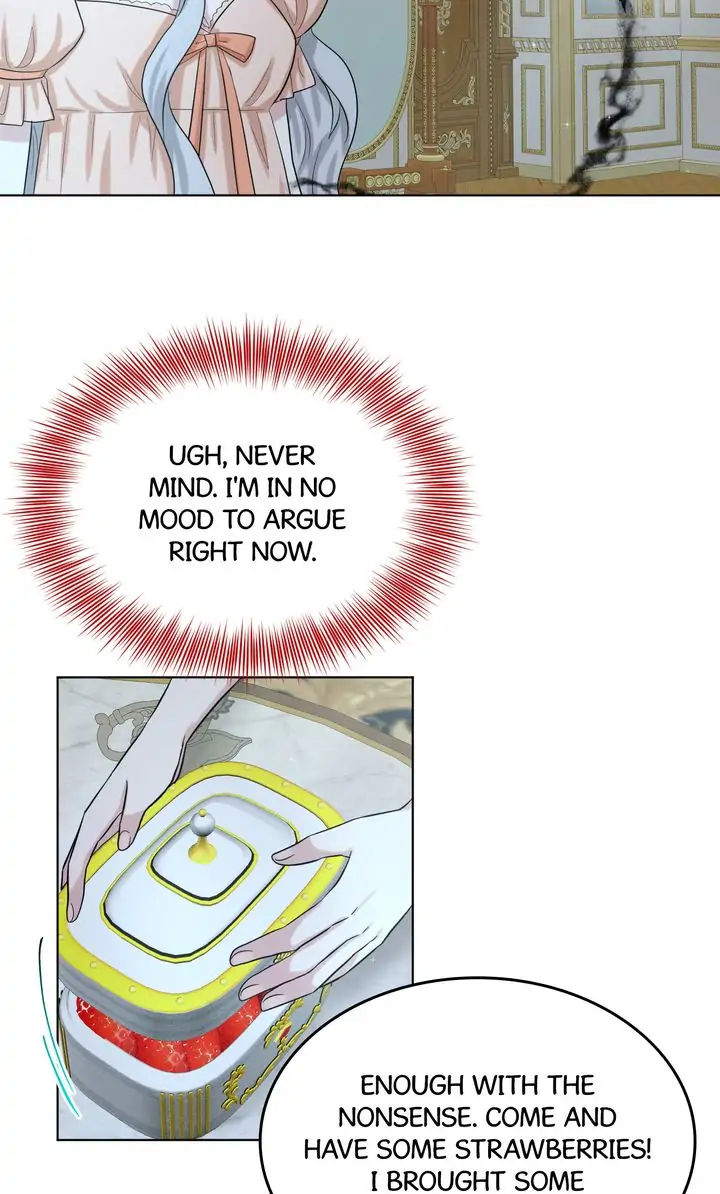 UGH, NEVER
MIND. I'M IN NO
MOOD TO ARGUE
RIGHT NOW.
ENOUGH WITH THE
NONSENSE. COME AND
HAVE SOME STRAWBERRIES!
I BROUGHT SOME